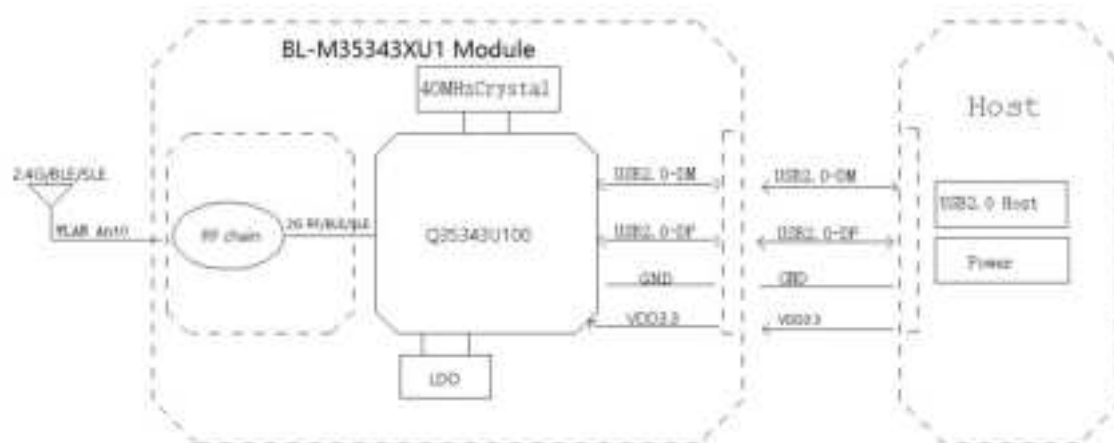 BL-M35343XU1 Module
40MHzCrystal
Host
2.4G/BLE/SLE
WLAN Ant0
RF chain
2G RF/BLE/SLE
Q35343U100
USB2.0-DM
USB2.0-DP
GND
VDD3.3
LDO
USB2.0-DM
USB2.0-DP
GND
VDD3.3
USB2.0 Host
Power